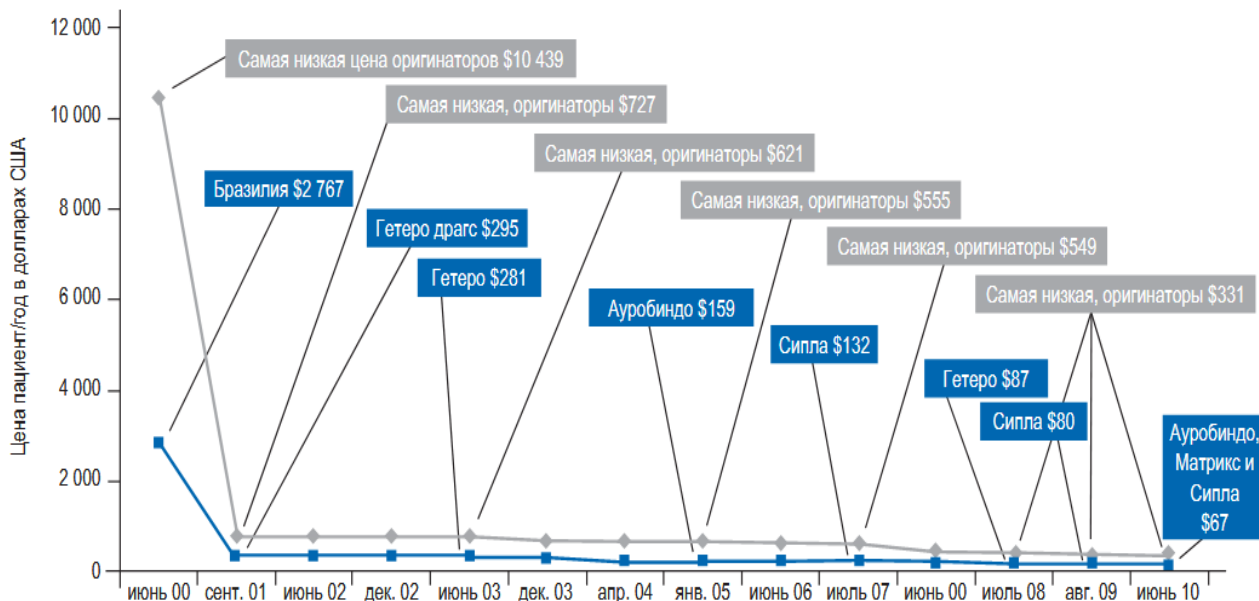 Цена пациент/год в долларах США
12 000
10 000
8 000
6 000
4 000
2 000
0
Самая низкая цена оригинаторов $10 439
Самая низкая, оригинаторы $727
Самая низкая, оригинаторы $621
Бразилия $2 767
Самая низкая, оригинаторы $555
Гетеро драгс $295
Самая низкая, оригинаторы $549
Гетеро $281
Самая низкая, оригинаторы $331
Ауробиндо $159
Сипла $132
Гетеро $87
Сипла $80
Ауробиндо,
Матрикс и
Сипла
$67
июнь 00 сент. 01 июнь 02 дек. 02 июнь 03 дек. 03 апр. 04 янв. 05 июнь 06 июль 07 июнь 00 июль 08 авг. 09 июнь 10